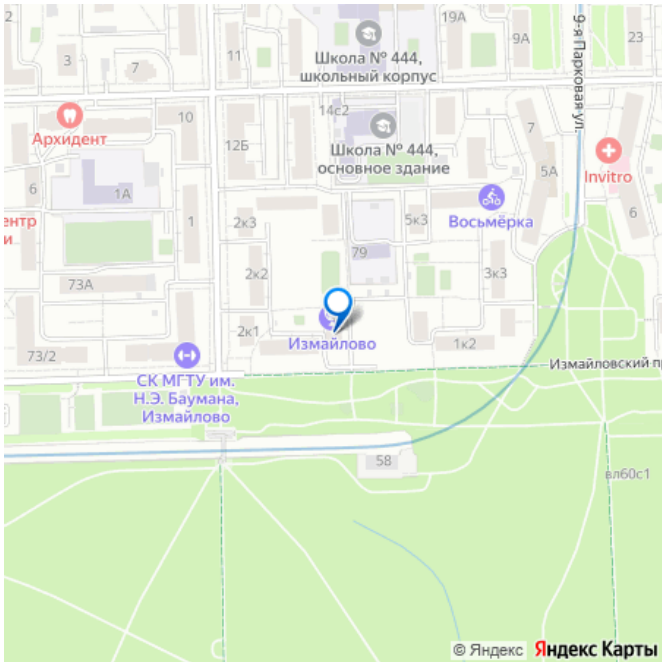 19А
9А
23
3
7
11
Школа № 444,
школьный корпус
9-я Парковая ул.
14с2
10
Архидент
12Б
Школа № 444,
основное здание
7
5А
Invitro
6
1А
6
ентр
и
1
2к3
5к3
Восьмёрка
79
2к2
3к3
73А
2к1
Измайлово
1к2
73/2
СК МГТУ им.
Н.Э. Баумана,
Измайлово
Измайловский пр
58
вл60с1
© Яндекс Яндекс Карты